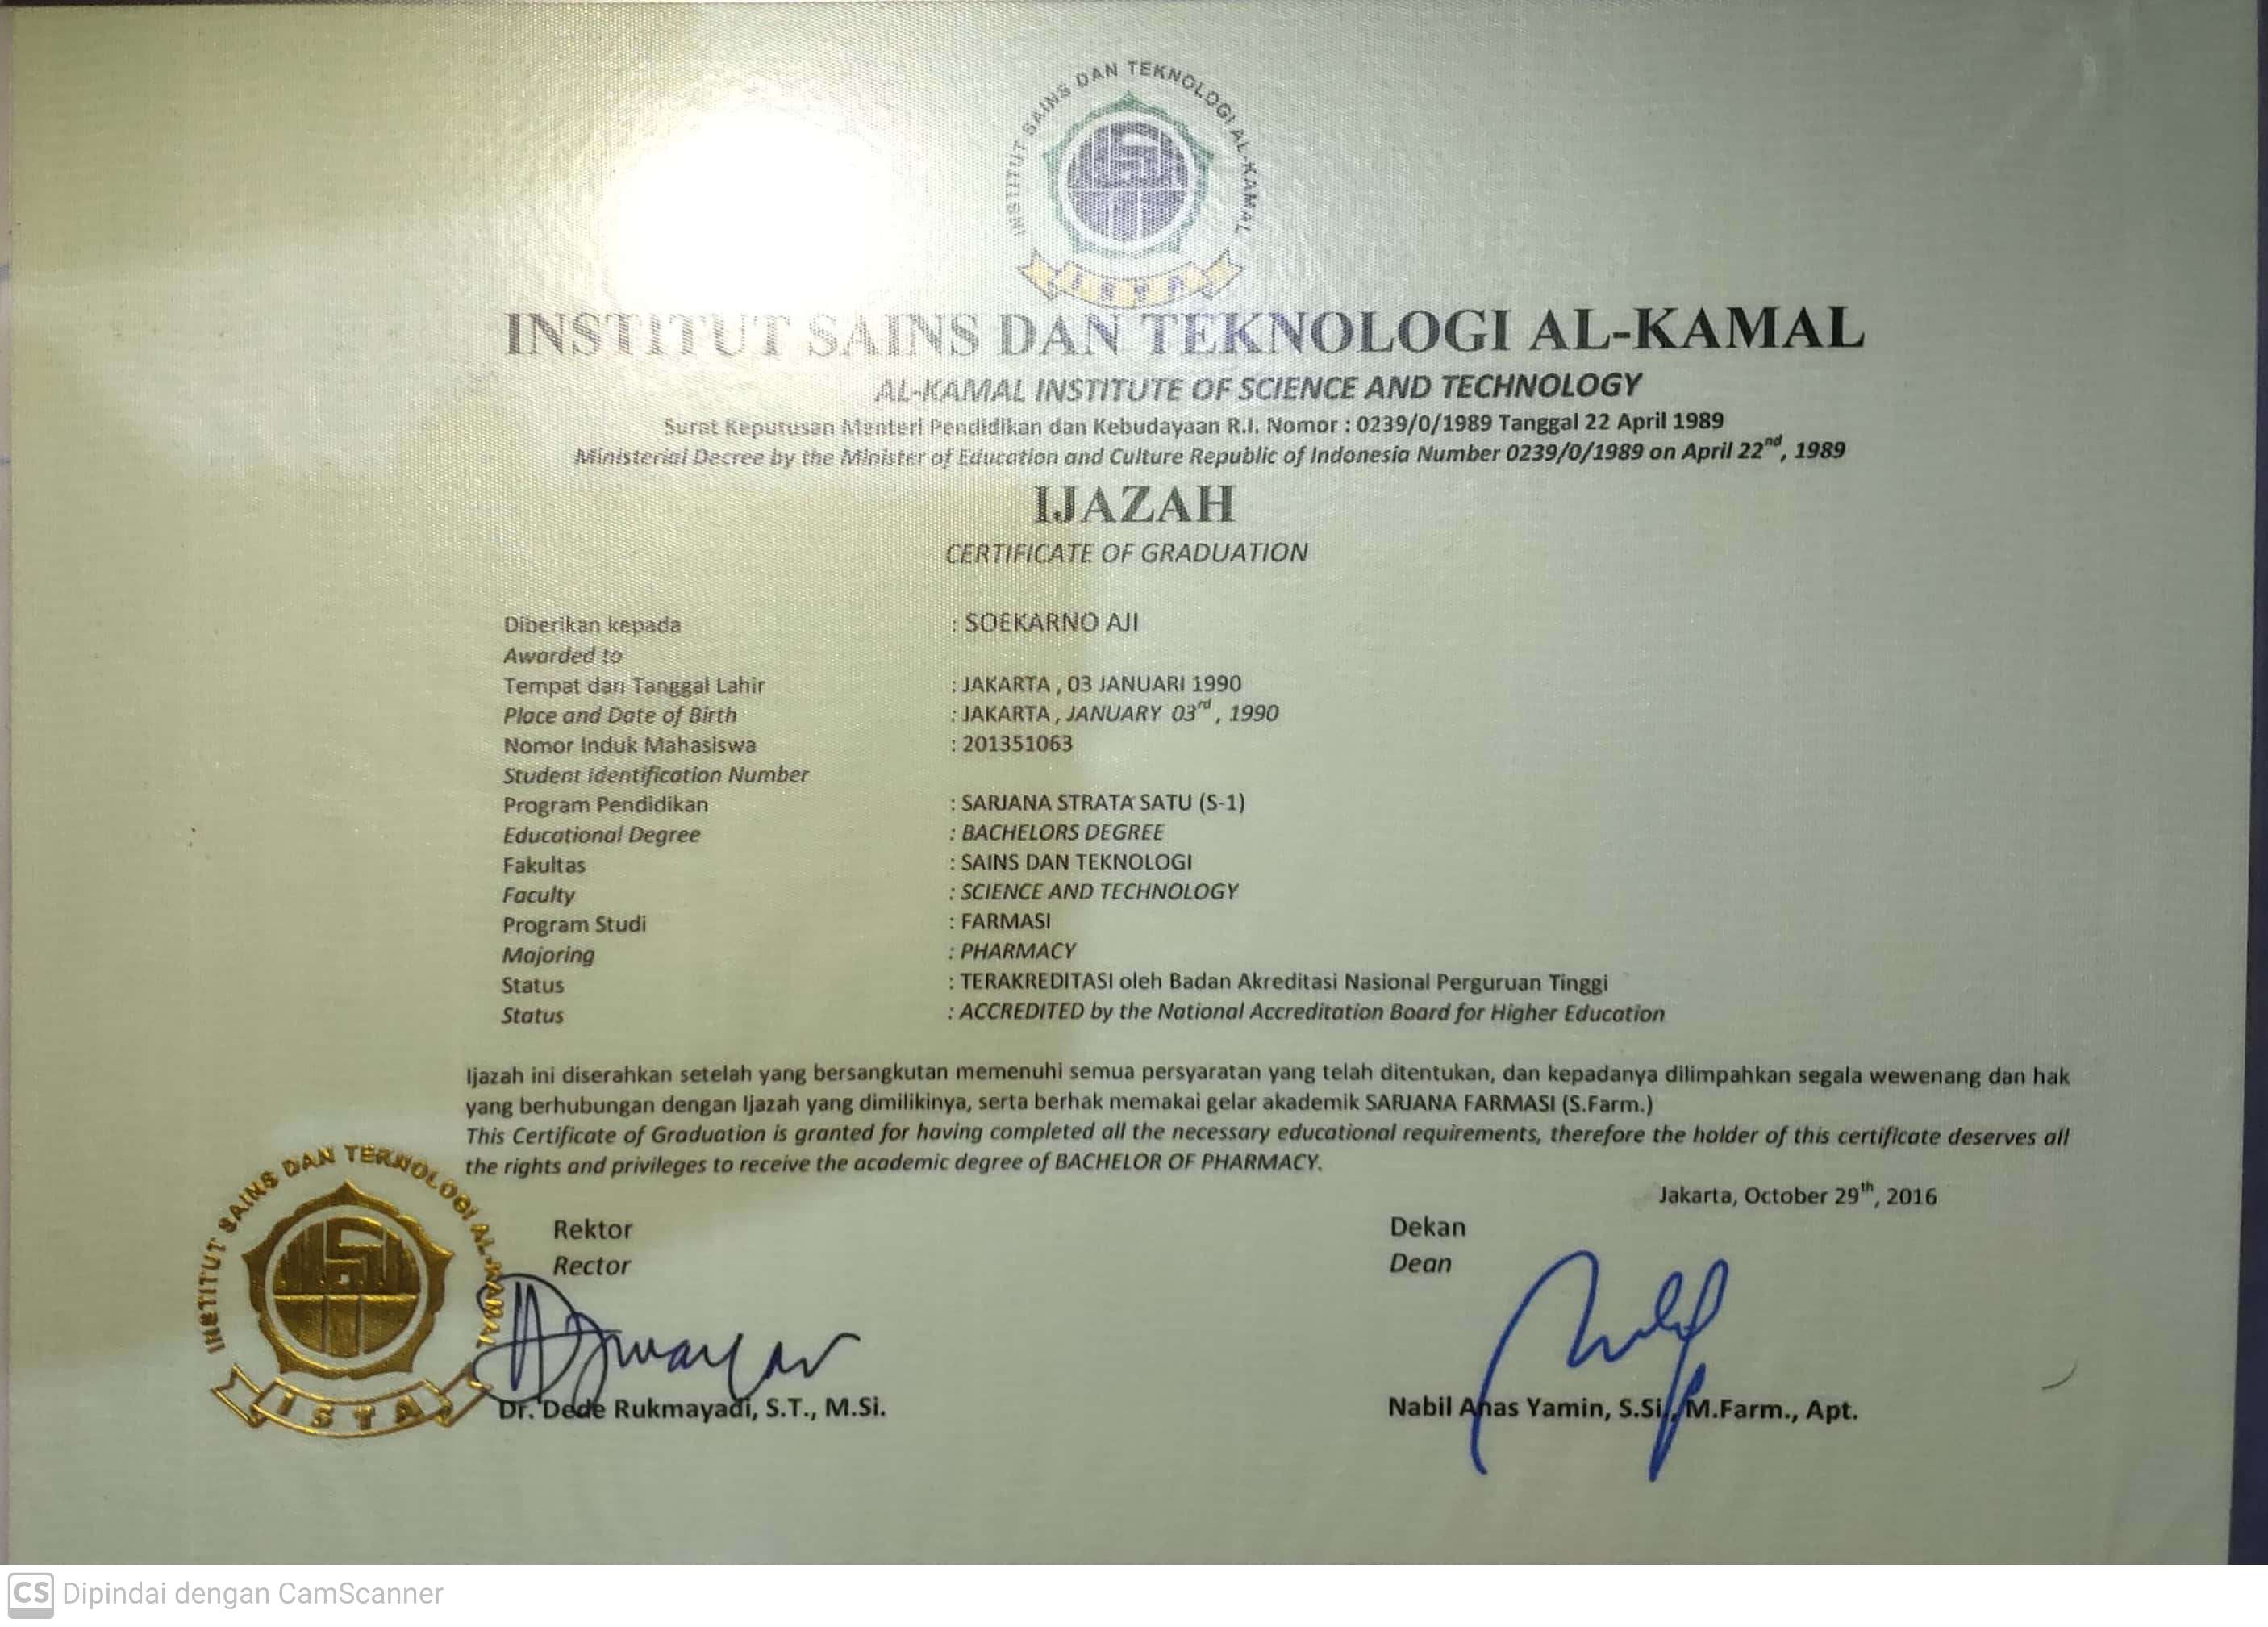 INSTITUT SAINS DAN TEKNOLOGI AL-KAMAL
ISTA
INSTITUT SAINS DAN TEKNOLOGI AL-KAMAL
AL-KAMAL INSTITUTE OF SCIENCE AND TECHNOLOGY
Surat Keputusan Menteri Pendidikan dan Kebudayaan R.I. Nomor : 0239/0/1989 Tanggal 22 April 1989
Ministerial Decree by the Minister of Education and Culture Republic of Indonesia Number 0239/0/1989 on April 22nd, 1989
IJAZAH
CERTIFICATE OF GRADUATION
Diberikan kepada : SOEKARNO AJI
Awarded to
Tempat dan Tanggal Lahir : JAKARTA , 03 JANUARI 1990
Place and Date of Birth : JAKARTA , JANUARY 03rd , 1990
Nomor Induk Mahasiswa : 201351063
Student Identification Number
Program Pendidikan : SARJANA STRATA SATU (S-1)
Educational Degree : BACHELORS DEGREE
Fakultas : SAINS DAN TEKNOLOGI
Faculty : SCIENCE AND TECHNOLOGY
Program Studi : FARMASI
Majoring : PHARMACY
Status : TERAKREDITASI oleh Badan Akreditasi Nasional Perguruan Tinggi
Status : ACCREDITED by the National Accreditation Board for Higher Education
Ijazah ini diserahkan setelah yang bersangkutan memenuhi semua persyaratan yang telah ditentukan, dan kepadanya dilimpahkan segala wewenang dan hak
yang berhubungan dengan Ijazah yang dimilikinya, serta berhak memakai gelar akademik SARJANA FARMASI (S.Farm.)
This Certificate of Graduation is granted for having completed all the necessary educational requirements, therefore the holder of this certificate deserves all
the rights and privileges to receive the academic degree of BACHELOR OF PHARMACY.
Jakarta, October 29th, 2016
Rektor
Rector
Dekan
Dean
INSTITUT SAINS DAN TEKNOLOGI AL-KAMAL
ISTA
Dr. Dede Rukmayadi, S.T., M.Si.
Nabil Anas Yamin, S.Si., M.Farm., Apt.
CS Dipindai dengan CamScanner